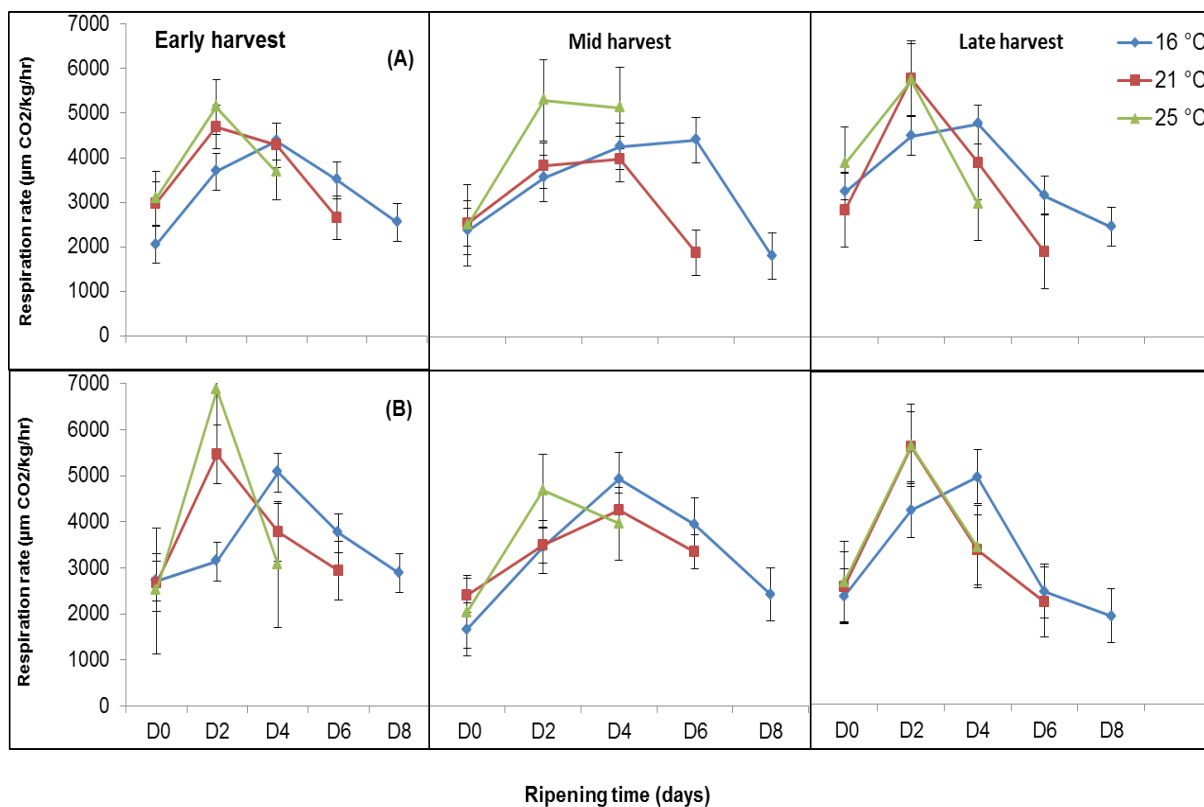 Early harvest
Mid harvest
Late harvest
(A)
16 °C
21 °C
25 °C
Respiration rate (µm CO2/kg/hr)
7000
6000
5000
4000
3000
2000
1000
0
(B)
Respiration rate (µm CO2/kg/hr)
7000
6000
5000
4000
3000
2000
1000
0
D0 D2 D4 D6 D8
D0 D2 D4 D6 D8
D0 D2 D4 D6 D8
Ripening time (days)